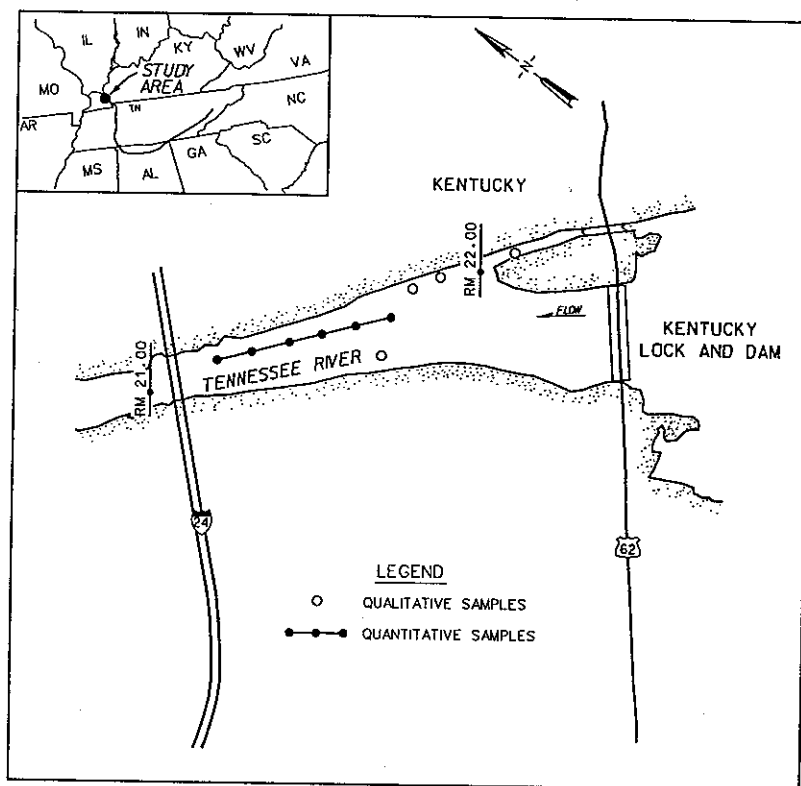 IL
IN
KY
WV
VA
MO
STUDY
AREA
TN
NC
AR
MS
AL
GA
SC
N
KENTUCKY
RM 22.00
FLOW
KENTUCKY
LOCK AND DAM
TENNESSEE RIVER
RM 21.00
24
62
LEGEND
QUALITATIVE SAMPLES
QUANTITATIVE SAMPLES